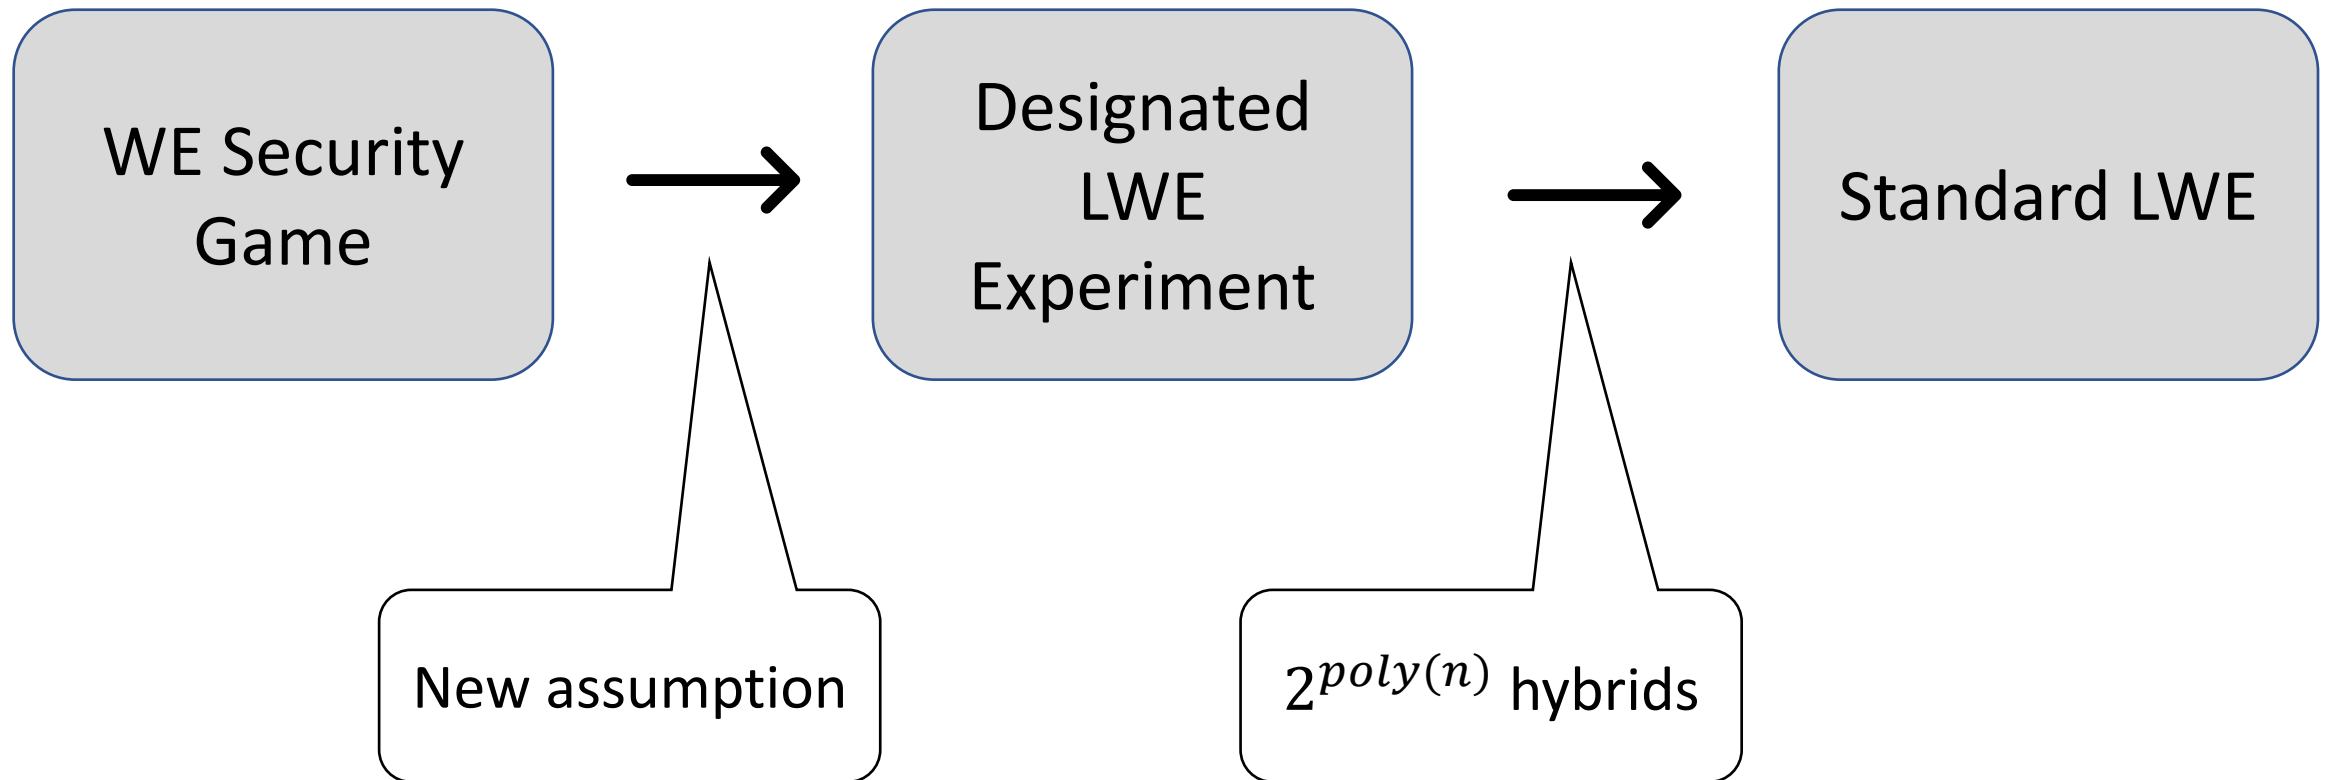 WE Security
Game
Designated
LWE
Experiment
Standard LWE
New assumption
2^{poly(n)} hybrids